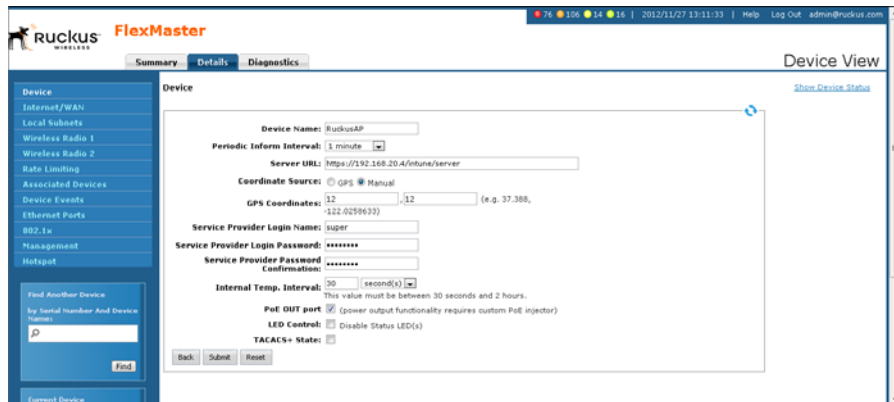 76 106 14 16 | 2012/11/27 13:11:33 | Help Log Out admin@ruckus.com
Ruckus WIRELESS FlexMaster
Summary Details Diagnostics Device View
Device
Internet/WAN
Local Subnets
Wireless Radio 1
Wireless Radio 2
Rate Limiting
Associated Devices
Device Events
Ethernet Ports
802.1x
Management
Hotspot
Find Another Device
by Serial Number And Device Name:
Find
Current Device
Device Show Device Status
Device Name: RuckusAP
Periodic Inform Interval: 1 minute
Server URL: https://192.168.20.4/intune/server
Coordinate Source: GPS Manual
GPS Coordinates: 12 , 12 (e.g. 37.388,
-122.0258633)
Service Provider Login Name: super
Service Provider Login Password: ••••••••
Service Provider Password
Confirmation: ••••••••
Internal Temp. Interval: 30 second(s)
This value must be between 30 seconds and 2 hours.
PoE OUT port (power output functionality requires custom PoE injector)
LED Control: Disable Status LED(s)
TACACS+ State:
Back Submit Reset